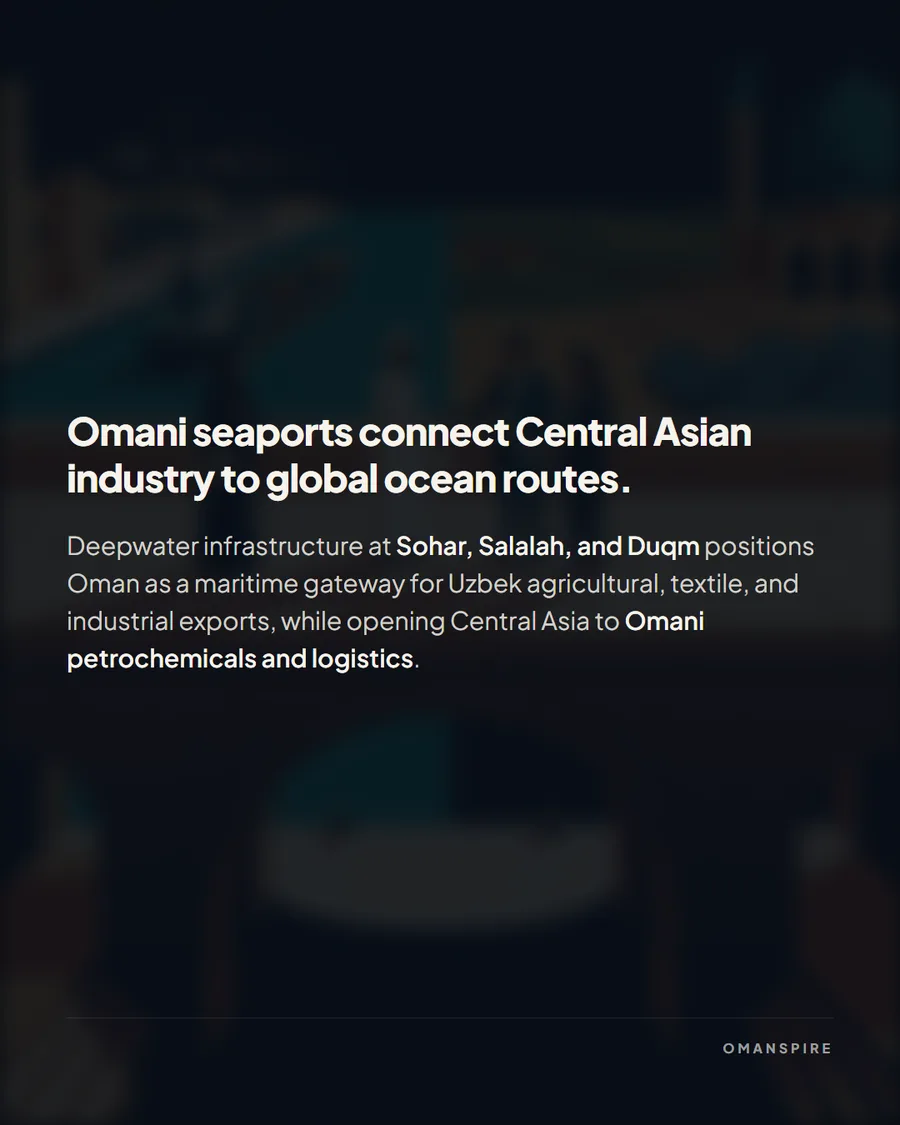 Omani seaports connect Central Asian
industry to global ocean routes.
Deepwater infrastructure at Sohar, Salalah, and Duqm positions
Oman as a maritime gateway for Uzbek agricultural, textile, and
industrial exports, while opening Central Asia to Omani
petrochemicals and logistics.
OMANSPIRE